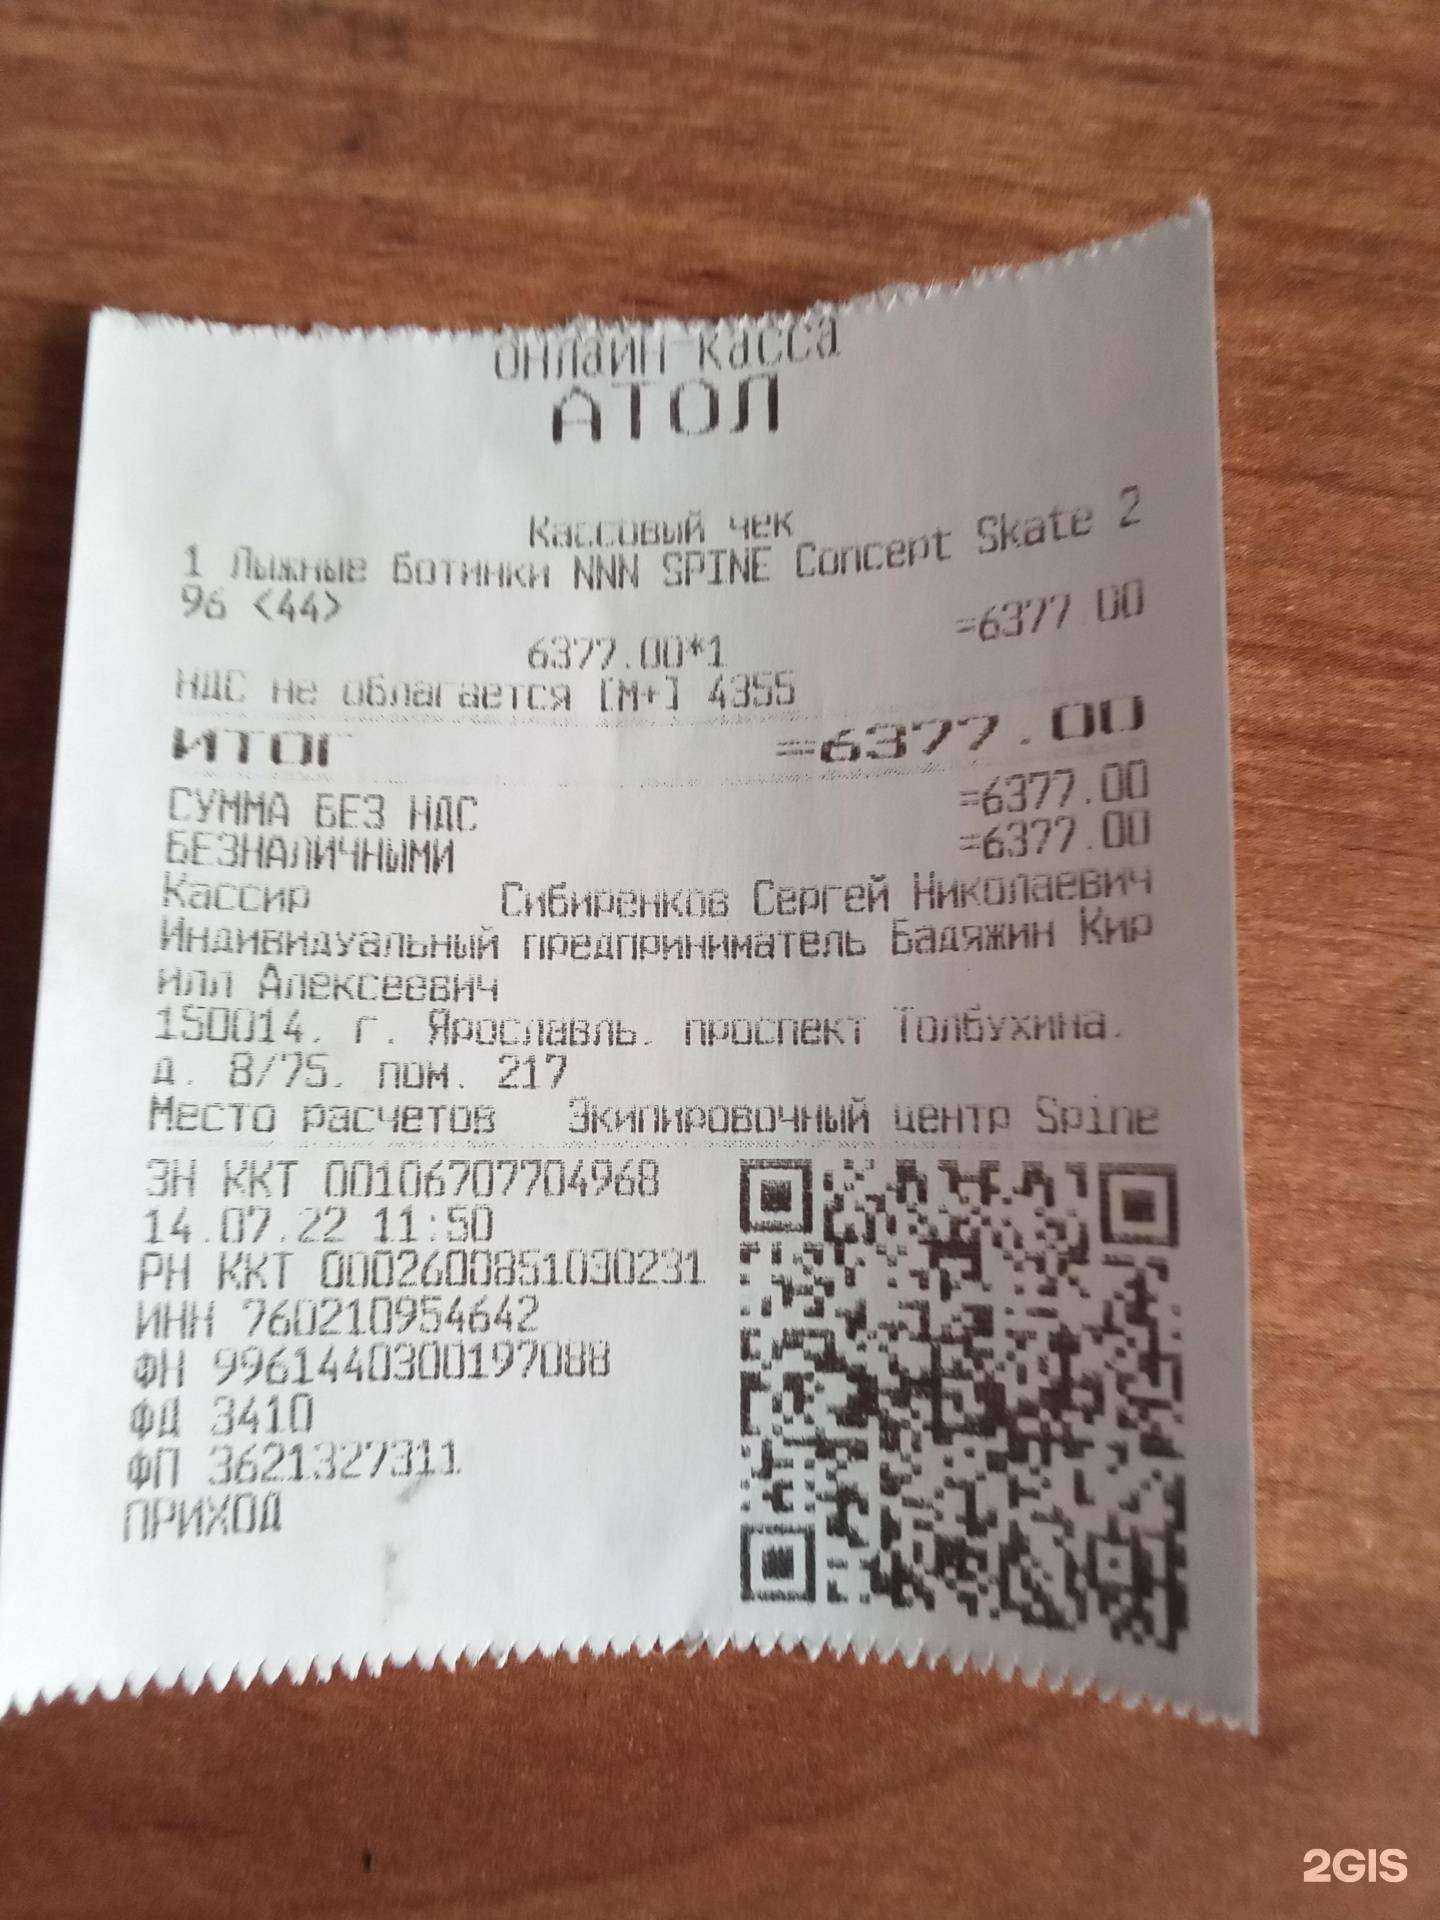 ОНЛАЙН-касса
АТОЛ
Кассовый чек
1 Лыжные ботинки NNN SPINE Concept Skate 2
96 <44>
6377.00*1 =6377.00
НДС не облагается [М+] 4355
ИТОГ =6377.00
СУММА БЕЗ НДС =6377.00
БЕЗНАЛИЧНЫМИ =6377.00
Кассир Сибиренков Сергей Николаевич
Индивидуальный предприниматель Бадяжин Кир
илл Алексеевич
150014, г. Ярославль, проспект Толбухина,
д. 8/75, пом. 217
Место расчетов Экипировочный центр Spine
ЗН ККТ 00106707704968
14.07.22 11:50
РН ККТ 0002600851030231
ИНН 760210954642
ФН 9961440300197088
ФД 3410
ФП 3621327311
ПРИХОД
2GIS